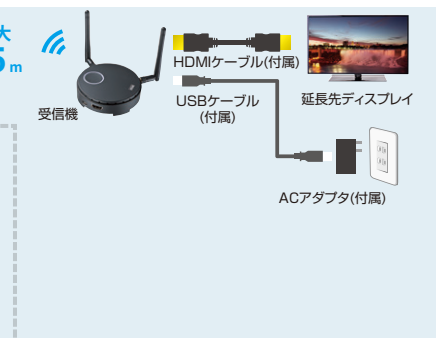 大
5m
HDMIケーブル(付属)
USBケーブル
(付属)
延長先ディスプレイ
受信機
ACアダプタ(付属)